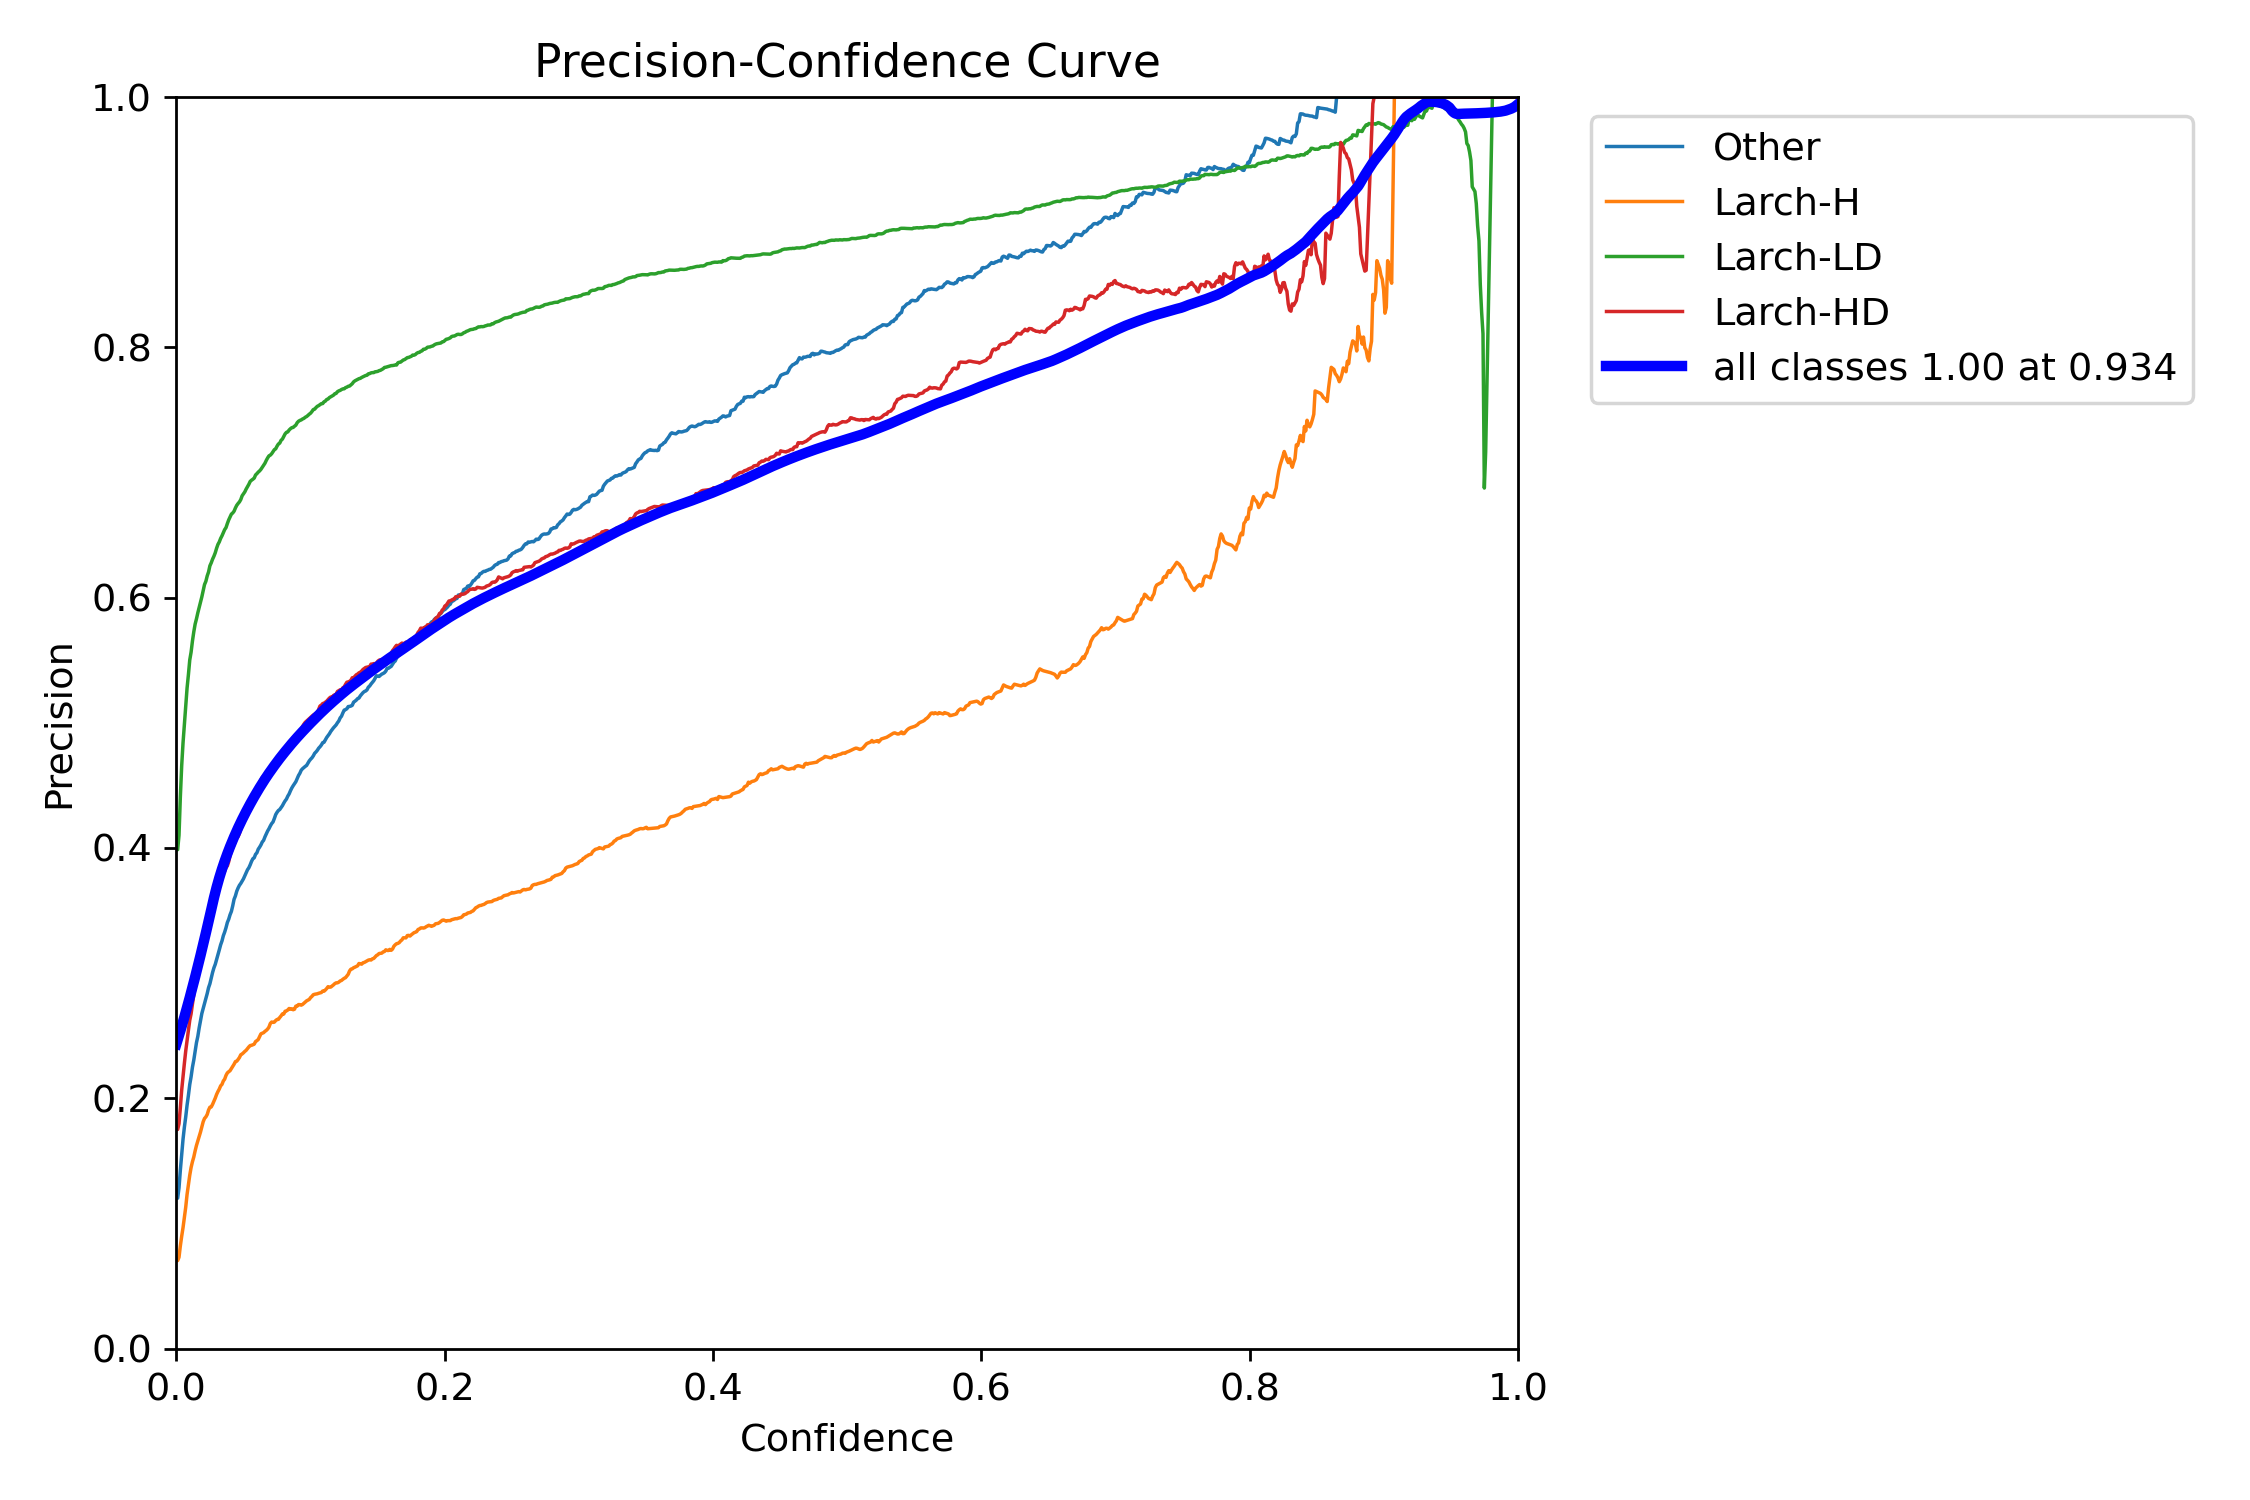 Precision-Confidence Curve
1.0
0.8
0.6
0.4
0.2
0.0
Precision
0.0 0.2 0.4 0.6 0.8 1.0
Confidence
Other
Larch-H
Larch-LD
Larch-HD
all classes 1.00 at 0.934